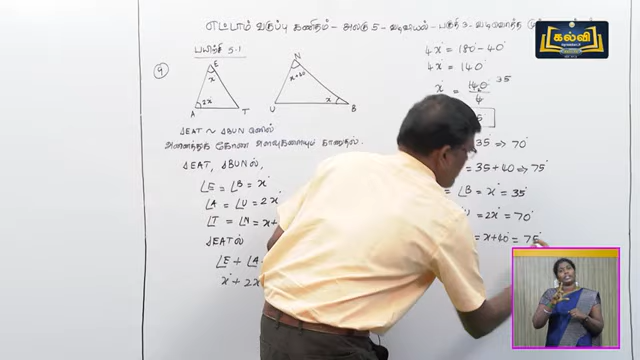 எட்டாம் வகுப்பு கணிதம் - அலகு 5 - வடிவியல் - பகுதி 3 - வடிவொத்த
கல்வி
பயிற்சி 5.1
9
E
x
A
2x
T
N
x+40
U
x
B
ΔEAT ~ ΔBUN எனில்
அனைத்துக் கோண அளவுகளையும் காணுதல்.
ΔEAT, ΔBUNல்
∠E = ∠B = x°
∠A = ∠U = 2x
∠T = ∠N = x+
ΔEATல்
∠E + ∠A
x° + 2x
4x° = 180° - 40°
4x° = 140°
x° = 140° 35
4
35 ⇒ 70°
= 35 + 40 ⇒ 75°
∠B = x° = 35°
= 2x° = 70°
= x+40° = 75°